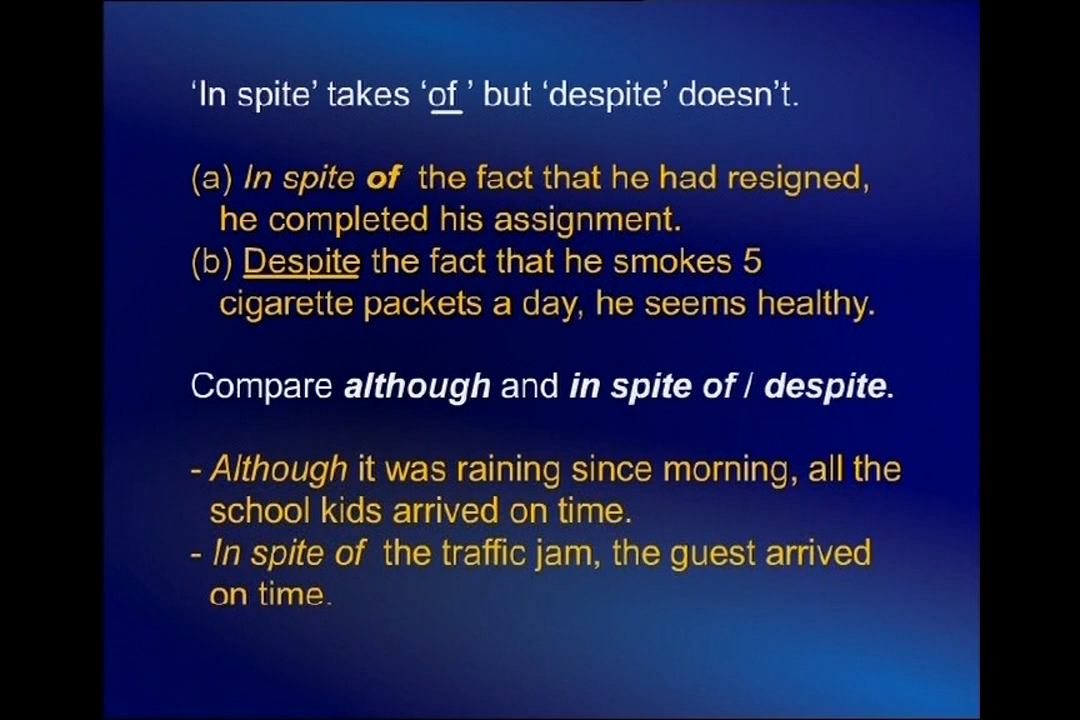 ‘In spite’ takes ‘of ’ but ‘despite’ doesn’t.
(a) In spite of the fact that he had resigned,
he completed his assignment.
(b) Despite the fact that he smokes 5
cigarette packets a day, he seems healthy.
Compare although and in spite of / despite.
- Although it was raining since morning, all the
school kids arrived on time.
- In spite of the traffic jam, the guest arrived
on time.